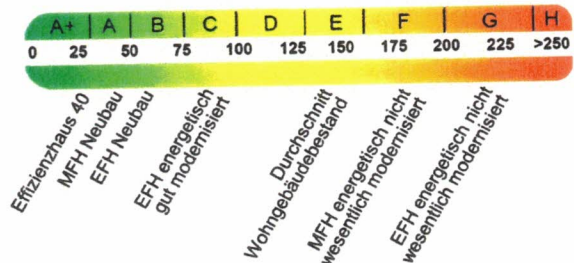 A+ A B C D E F G H
0 25 50 75 100 125 150 175 200 225 >250
Effizienzhaus 40
MFH Neubau
EFH Neubau
EFH energetisch
gut modernisiert
Durchschnitt
Wohngebäudebestand
MFH energetisch nicht
wesentlich modernisiert
EFH energetisch nicht
wesentlich modernisiert